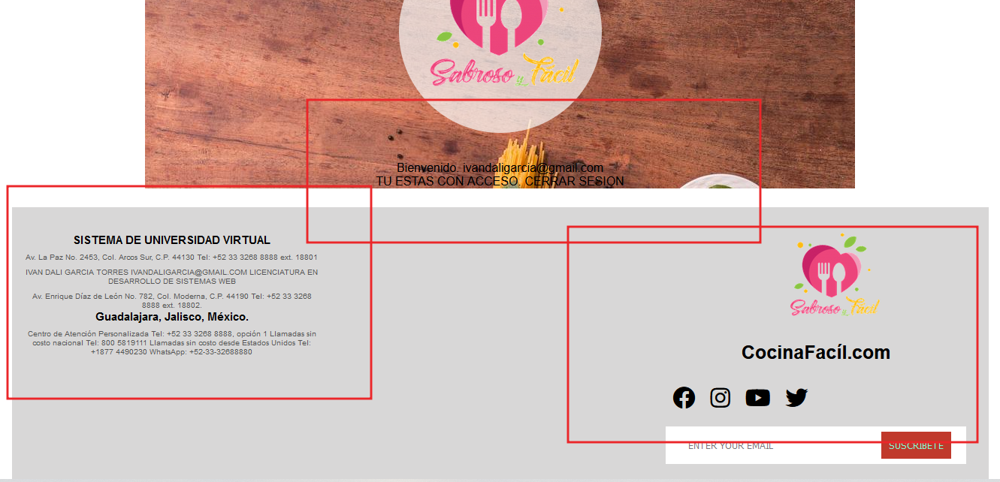 Sabroso y Fácil
Bienvenido. ivandaligarcia@gmail.com
TU ESTAS CON ACCESO. CERRAR SESION
SISTEMA DE UNIVERSIDAD VIRTUAL
Av. La Paz No. 2453, Col. Arcos Sur, C.P. 44130 Tel: +52 33 3268 8888 ext. 18801
IVAN DALI GARCIA TORRES IVANDALIGARCIA@GMAIL.COM LICENCIATURA EN
DESARROLLO DE SISTEMAS WEB
Av. Enrique Díaz de León No. 782, Col. Moderna, C.P. 44190 Tel: +52 33 3268
8888 ext. 18802.
Guadalajara, Jalisco, México.
Centro de Atención Personalizada Tel: +52 33 3268 8888, opción 1 Llamadas sin
costo nacional Tel: 800 5819111 Llamadas sin costo desde Estados Unidos Tel:
+1877 4490230 WhatsApp: +52-33-32688880
Sabroso y Fácil
CocinaFacíl.com
ENTER YOUR EMAIL
SUSCRIBETE